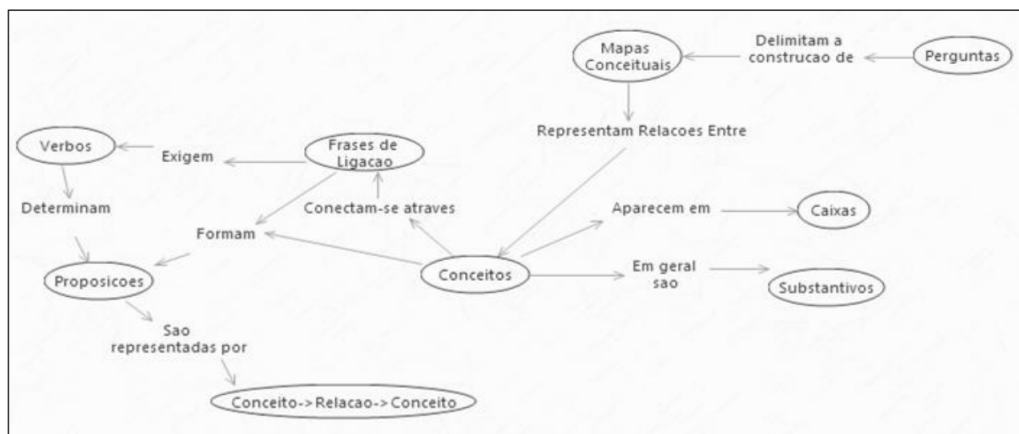 Mapas
Conceituais
Delimitam a
construcao de
Perguntas
Representam Relacoes Entre
Verbos
Exigem
Frases de
Ligacao
Determinam
Conectam-se atraves
Aparecem em
Caixas
Formam
Proposicoes
Conceitos
Em geral
sao
Substantivos
Sao
representadas por
Conceito->Relacao->Conceito